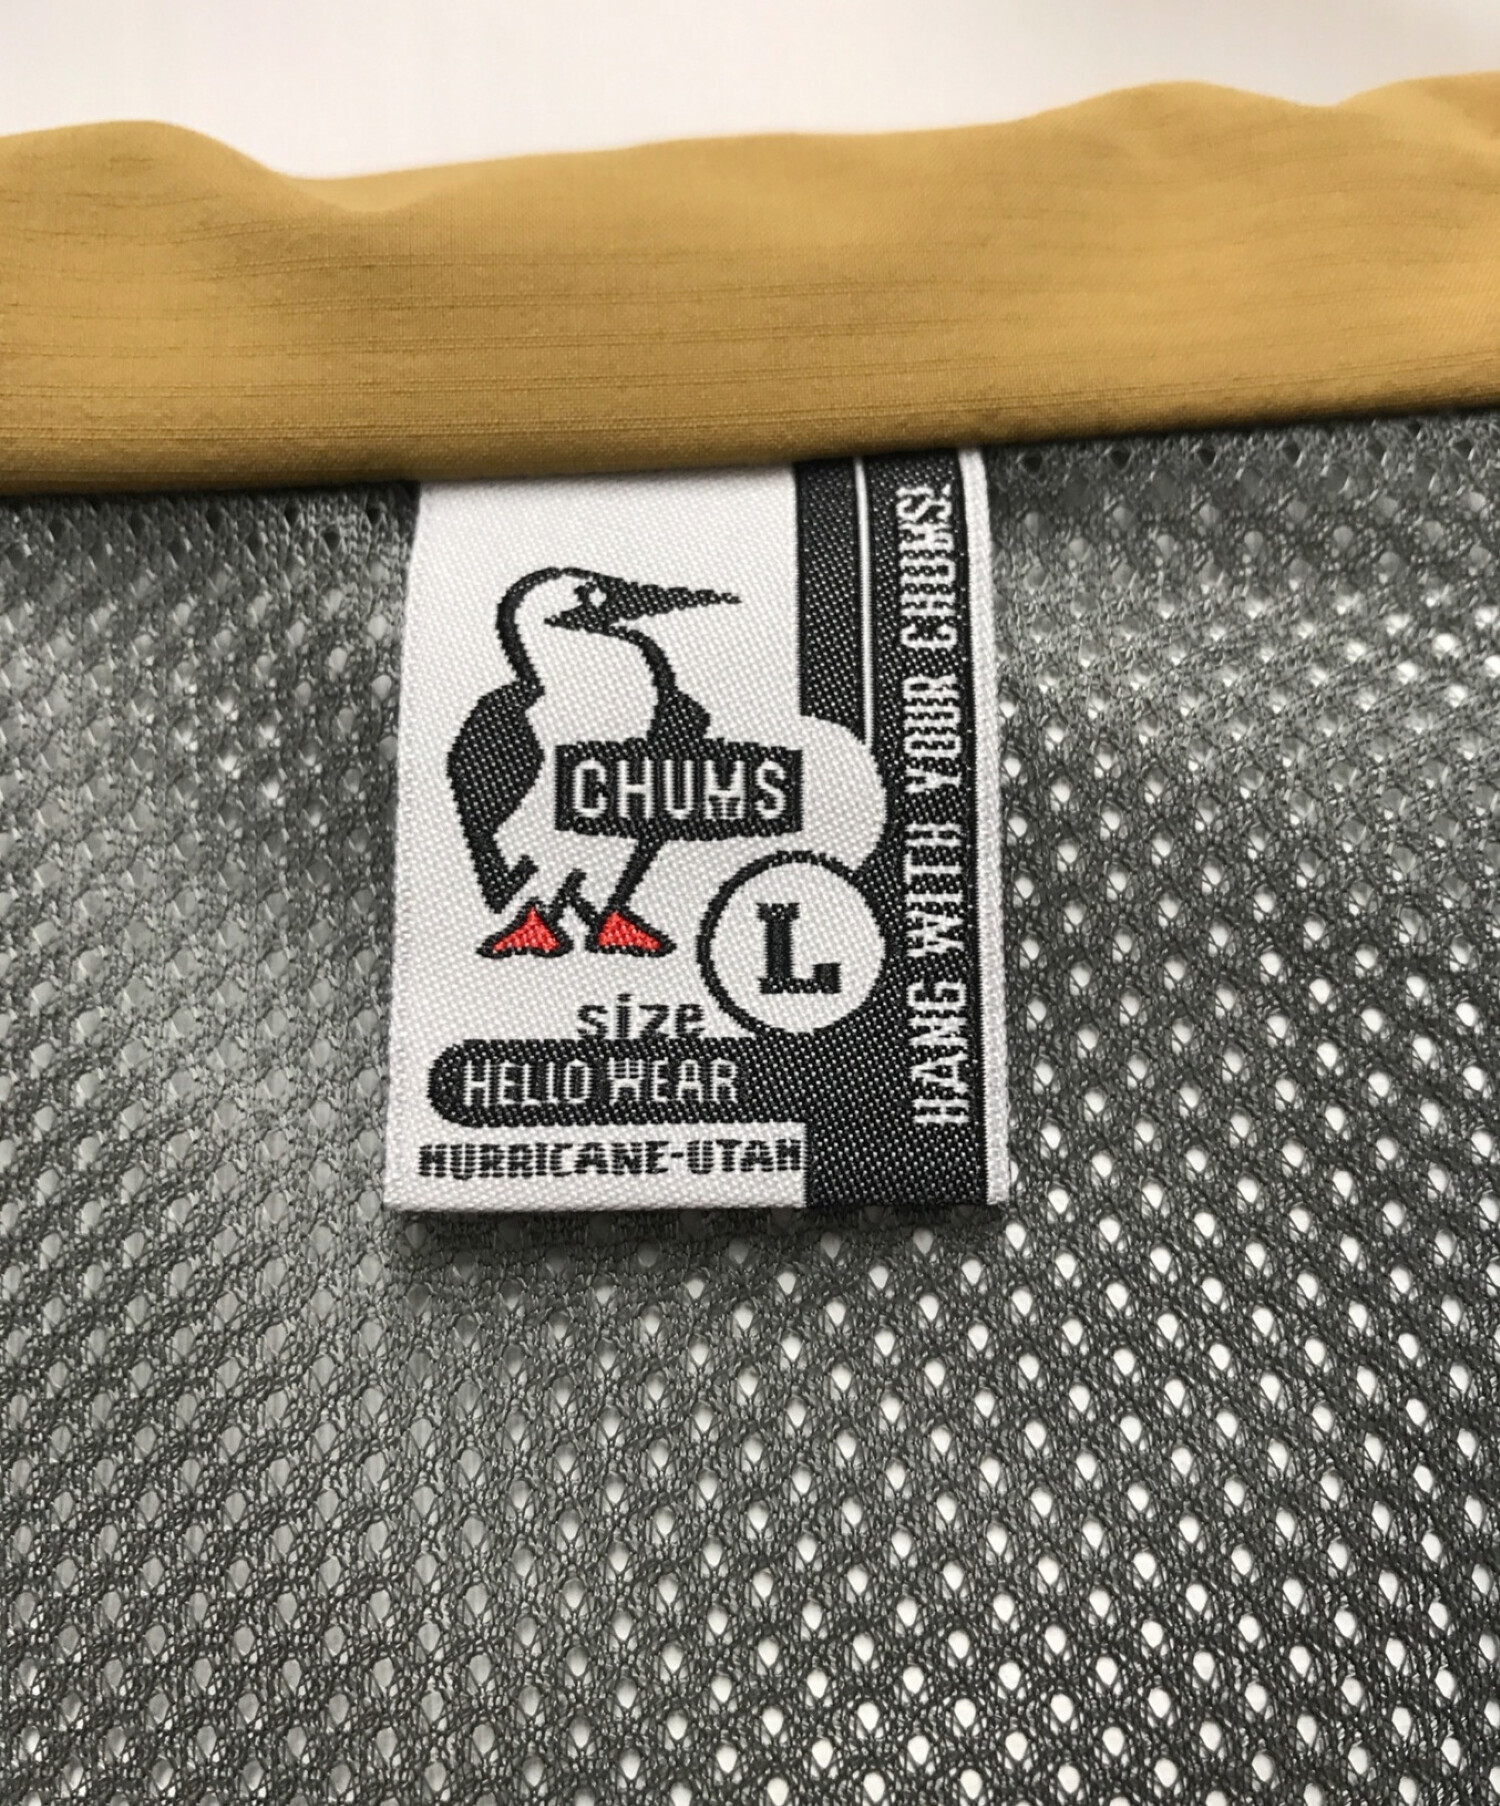 CHUMS
L
size
HELLO WEAR
HURRICANE-UTAH
HANG WITH YOUR CHUMS!